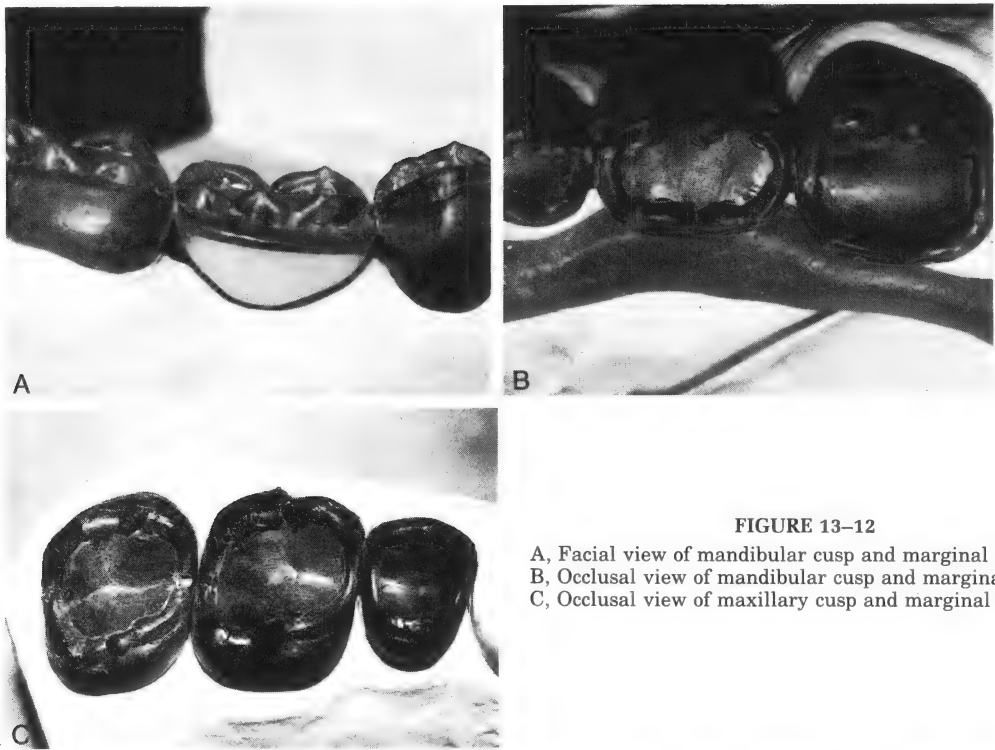 A
B
C
FIGURE 13–12
A, Facial view of mandibular cusp and marginal
B, Occlusal view of mandibular cusp and
C, Occlusal view of maxillary cusp and marginal